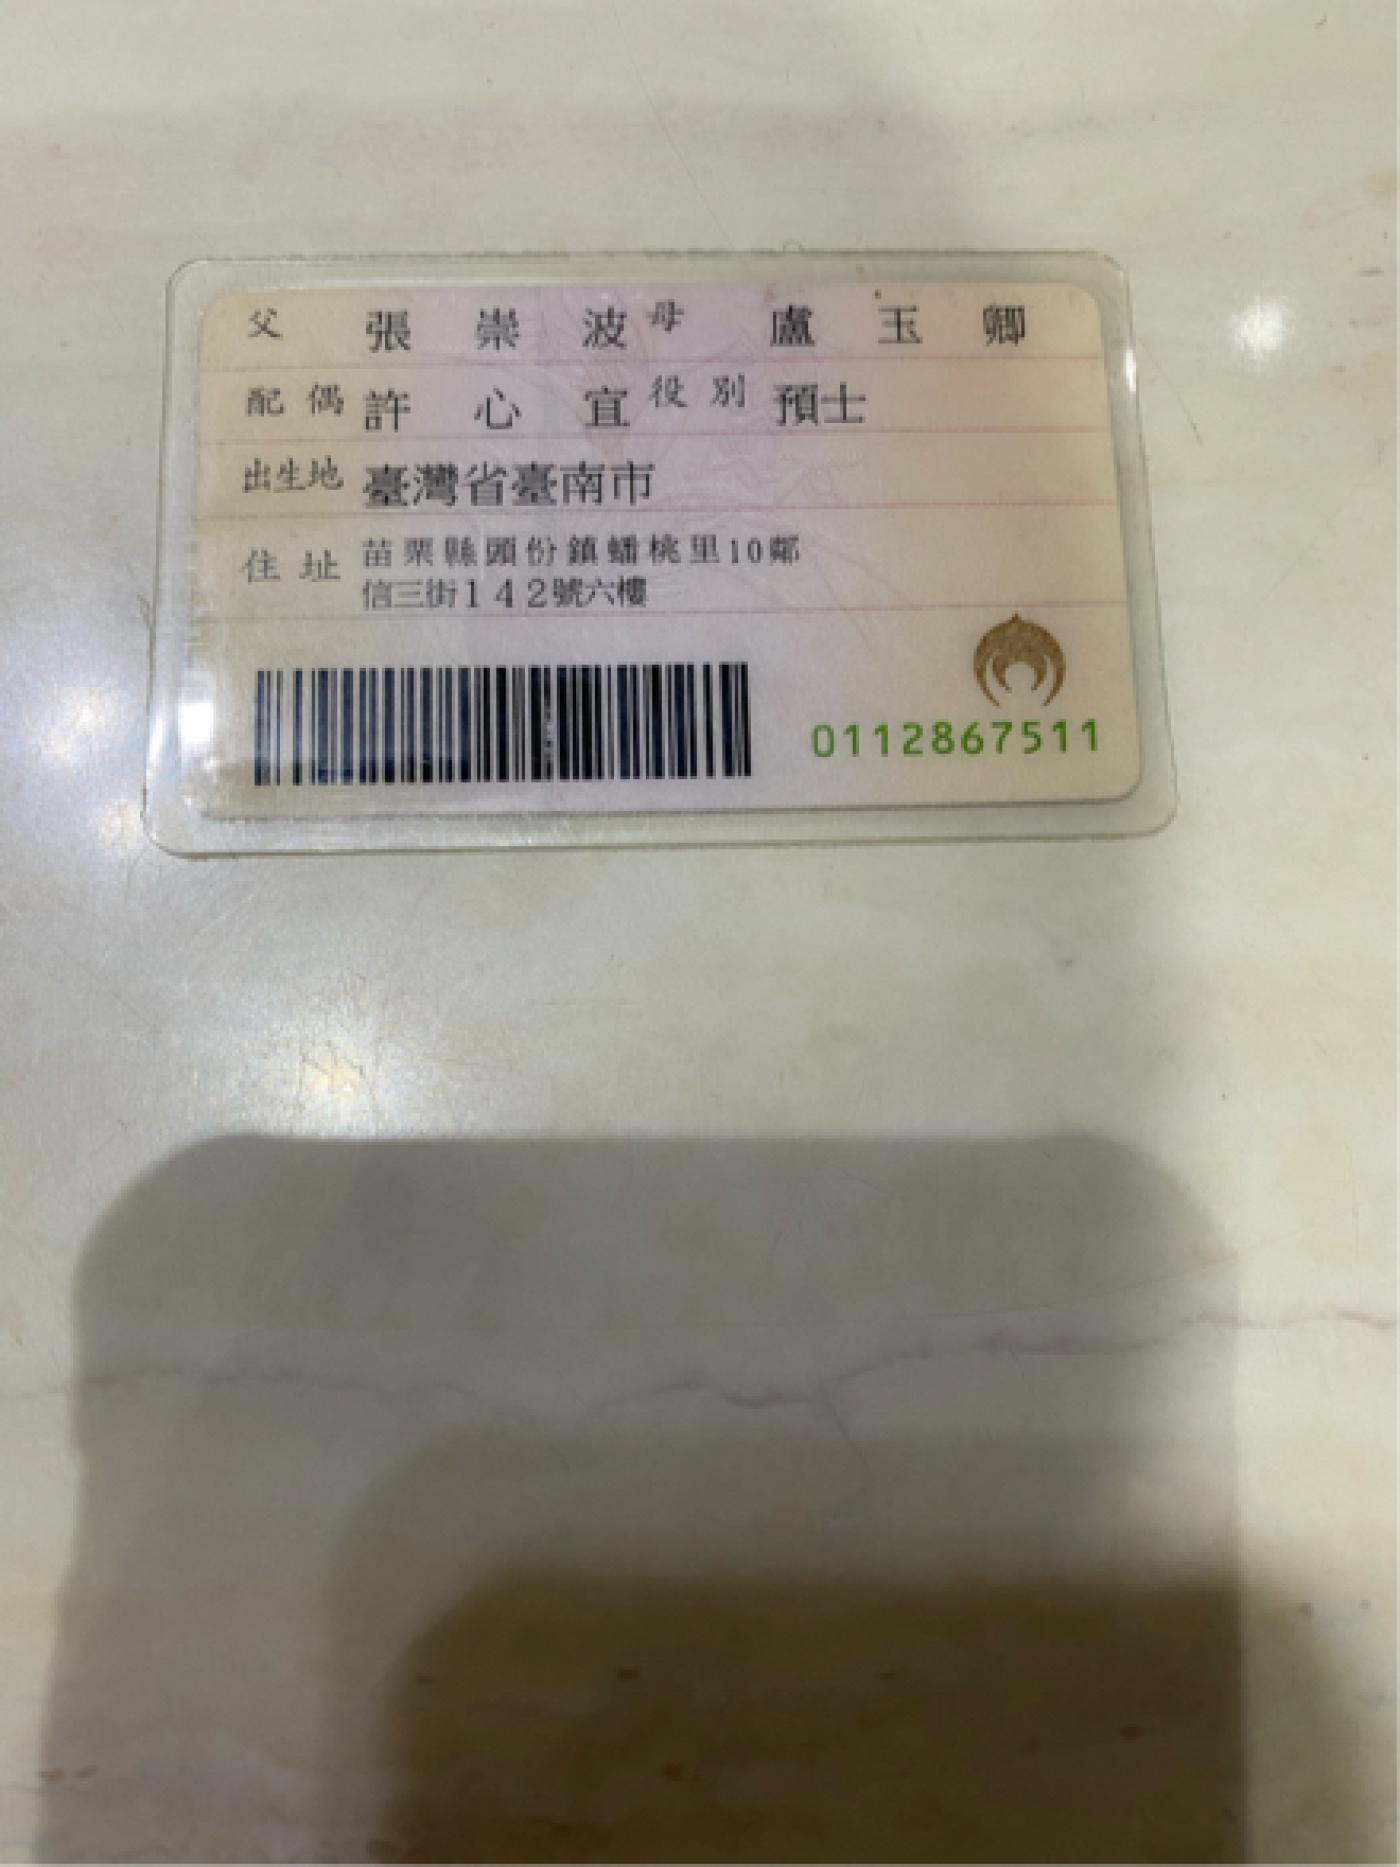 父 張崇波 母 盧玉卿
配偶 許心宜 役別 預士
出生地 臺灣省臺南市
住址 苗栗縣頭份鎮蟠桃里10鄰
信三街142號六樓
0112867511